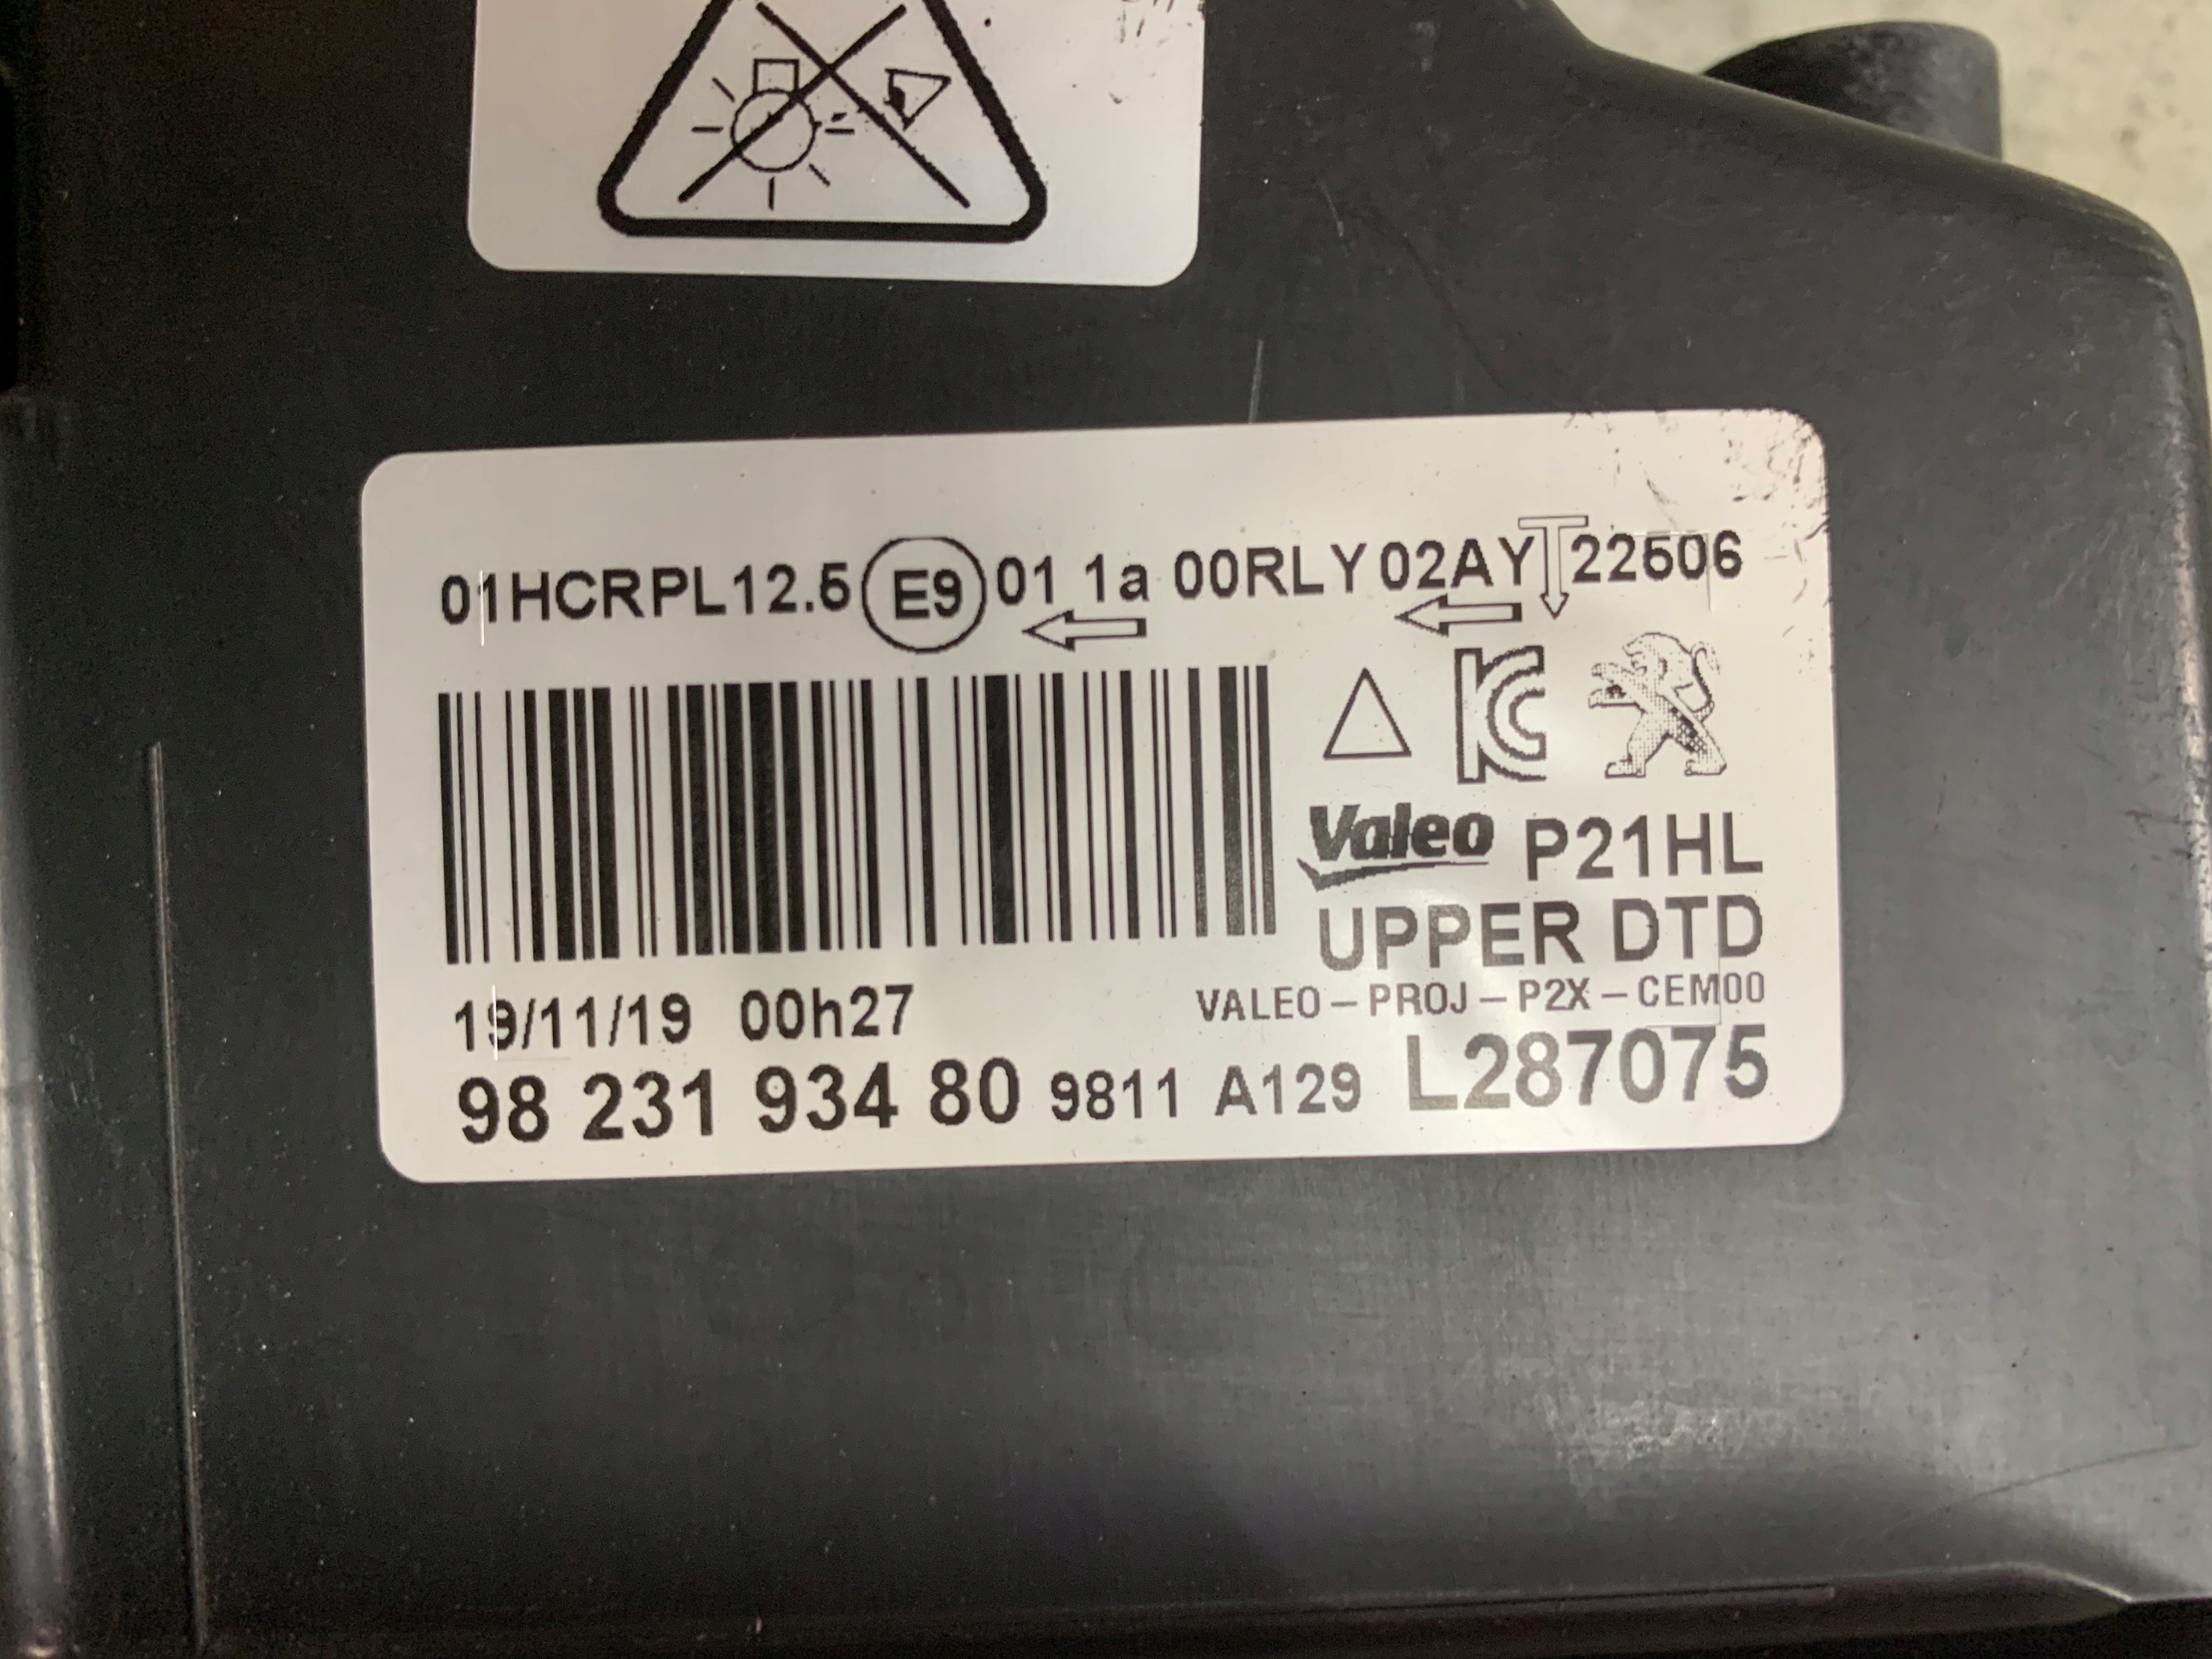 01HCRPL12.5 E9 01 1a 00RLY 02AY 22506
Valeo P21HL
UPPER DTD
VALEO-PROJ-P2X-CEM00
19/11/19 00h27
98 231 934 80 9811 A129 L287075